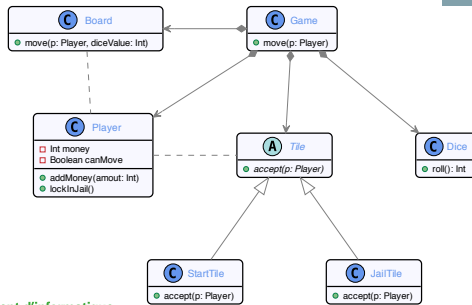 C Board
move(p: Player, diceValue: Int)
C Game
move(p: Player)
C Player
Int money
Boolean canMove
addMoney(amout: Int)
lockInJail()
A Tile
accept(p: Player)
C Dice
roll(): Int
C StartTile
accept(p: Player)
C JailTile
accept(p: Player)